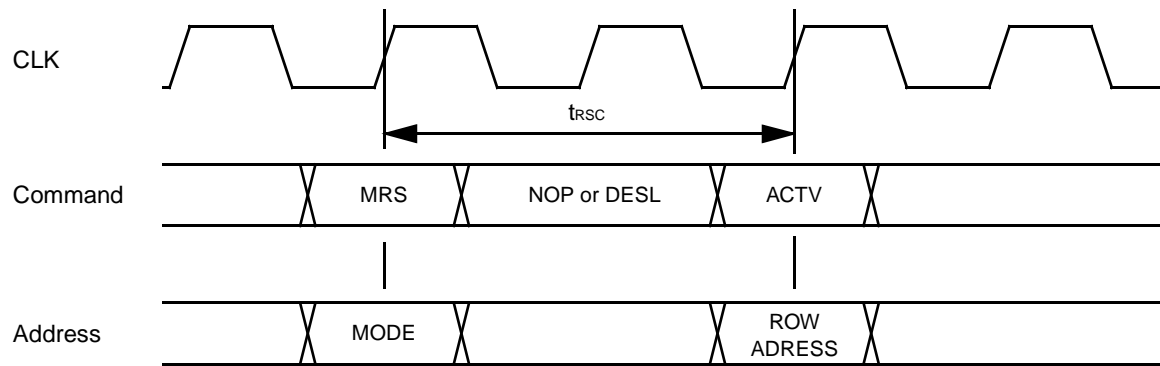 CLK
tRSC
Command
MRS
NOP or DESL
ACTV
Address
MODE
ROW
ADRESS